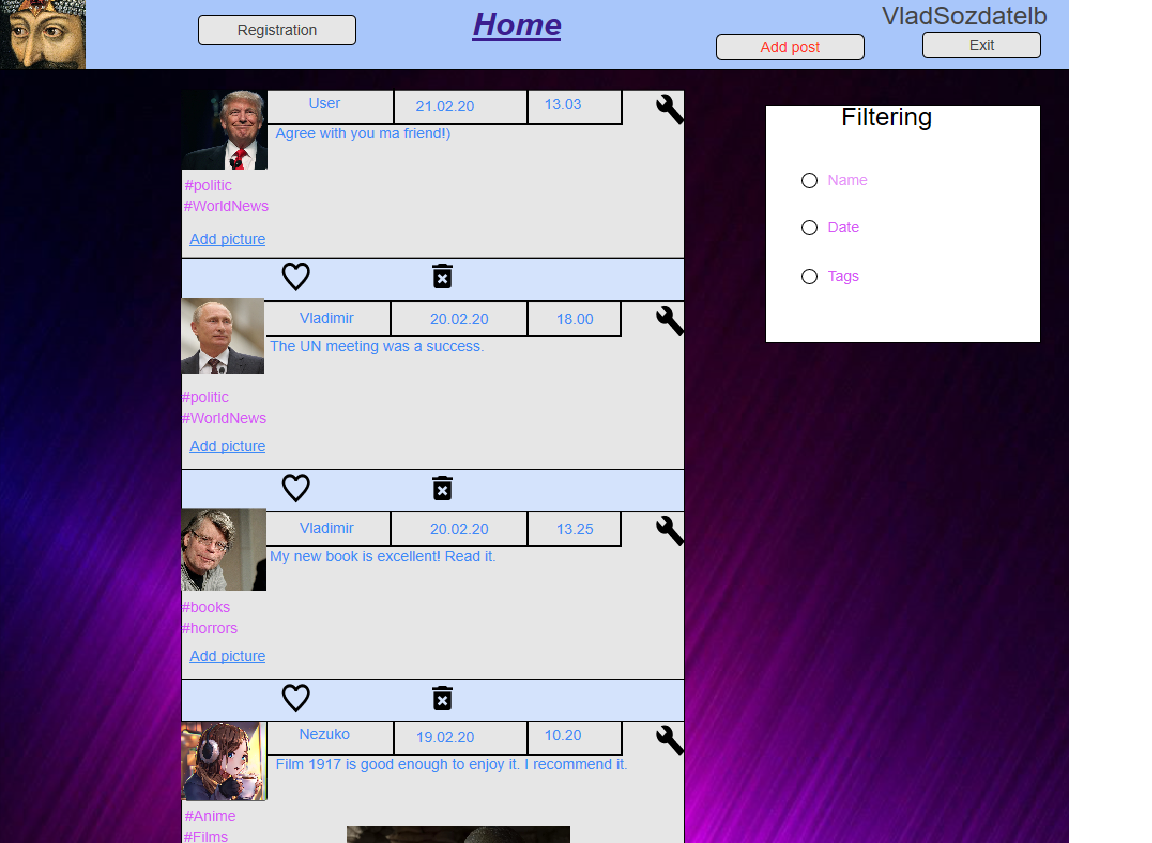 Registration
Home
VladSozdatelb
Add post
Exit
User
21.02.20
13.03
Agree with you ma friend!)
#politic
#WorldNews
Add picture
Filtering
Name
Date
Tags
Vladimir
20.02.20
18.00
The UN meeting was a success.
#politic
#WorldNews
Add picture
Vladimir
20.02.20
13.25
My new book is excellent! Read it.
#books
#horrors
Add picture
Nezuko
19.02.20
10.20
Film 1917 is good enough to enjoy it. I recommend it.
#Anime
#Films